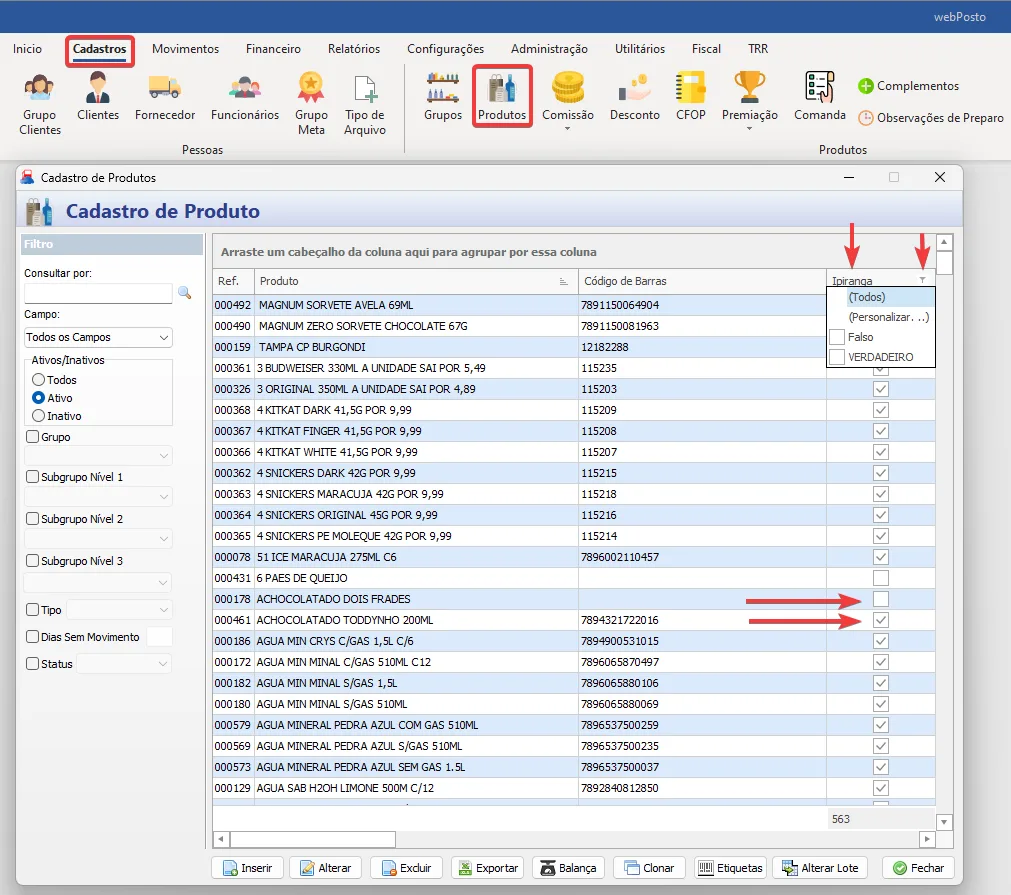 webPosto
Inicio Cadastros Movimentos Financeiro Relatórios Configurações Administração Utilitários Fiscal TRR
Grupo Clientes
Clientes
Fornecedor
Funcionários
Grupo Meta
Tipo de Arquivo
Grupos
Produtos
Comissão
Desconto
CFOP
Premiação
Comanda
Complementos
Observações de Preparo
Pessoas
Produtos
Cadastro de Produtos
Cadastro de Produto
Filtro
Consultar por:
Campo:
Todos os Campos
Ativos/Inativos
Todos
Ativo
Inativo
Grupo
Subgrupo Nível 1
Subgrupo Nível 2
Subgrupo Nível 3
Tipo
Dias Sem Movimento
Status
Arraste um cabeçalho da coluna aqui para agrupar por essa coluna
Ref. Produto Código de Barras Ipiranga
(Todos)
(Personalizar. ..)
Falso
VERDADEIRO
000492 MAGNUM SORVETE AVELA 69ML 7891150064904
000490 MAGNUM ZERO SORVETE CHOCOLATE 67G 7891150081963
000159 TAMPA CP BURGONDI 12182288
000361 3 BUDWEISER 330ML A UNIDADE SAI POR 5,49 115235
000326 3 ORIGINAL 350ML A UNIDADE SAI POR 4,89 115203
000368 4 KITKAT DARK 41,5G POR 9,99 115209
000367 4 KITKAT FINGER 41,5G POR 9,99 115208
000366 4 KITKAT WHITE 41,5G POR 9,99 115207
000362 4 SNICKERS DARK 42G POR 9,99 115215
000363 4 SNICKERS MARACUJA 42G POR 9,99 115218
000364 4 SNICKERS ORIGINAL 45G POR 9,99 115216
000365 4 SNICKERS PE MOLEQUE 42G POR 9,99 115214
000078 51 ICE MARACUJA 275ML C6 7896002110457
000431 6 PAES DE QUEIJO
000178 ACHOCOLATADO DOIS FRADES
000461 ACHOCOLATADO TODDYNHO 200ML 7894321722016
000186 AGUA MIN CRYS C/GAS 1,5L C/6 7894900531015
000172 AGUA MIN MINAL C/GAS 510ML C12 7896065870497
000182 AGUA MIN MINAL S/GAS 1,5L 7896065880106
000180 AGUA MIN MINAL S/GAS 510ML 7896065880069
000579 AGUA MINERAL PEDRA AZUL COM GAS 510ML 7896537500259
000569 AGUA MINERAL PEDRA AZUL S/GAS 510ML 7896537500235
000573 AGUA MINERAL PEDRA AZUL SEM GAS 1.5L 7896537500037
000129 AGUA SAB H2OH LIMONE 500M C/12 7892840812850
563
Inserir Alterar Excluir Exportar Balança Clonar Etiquetas Alterar Lote Fechar